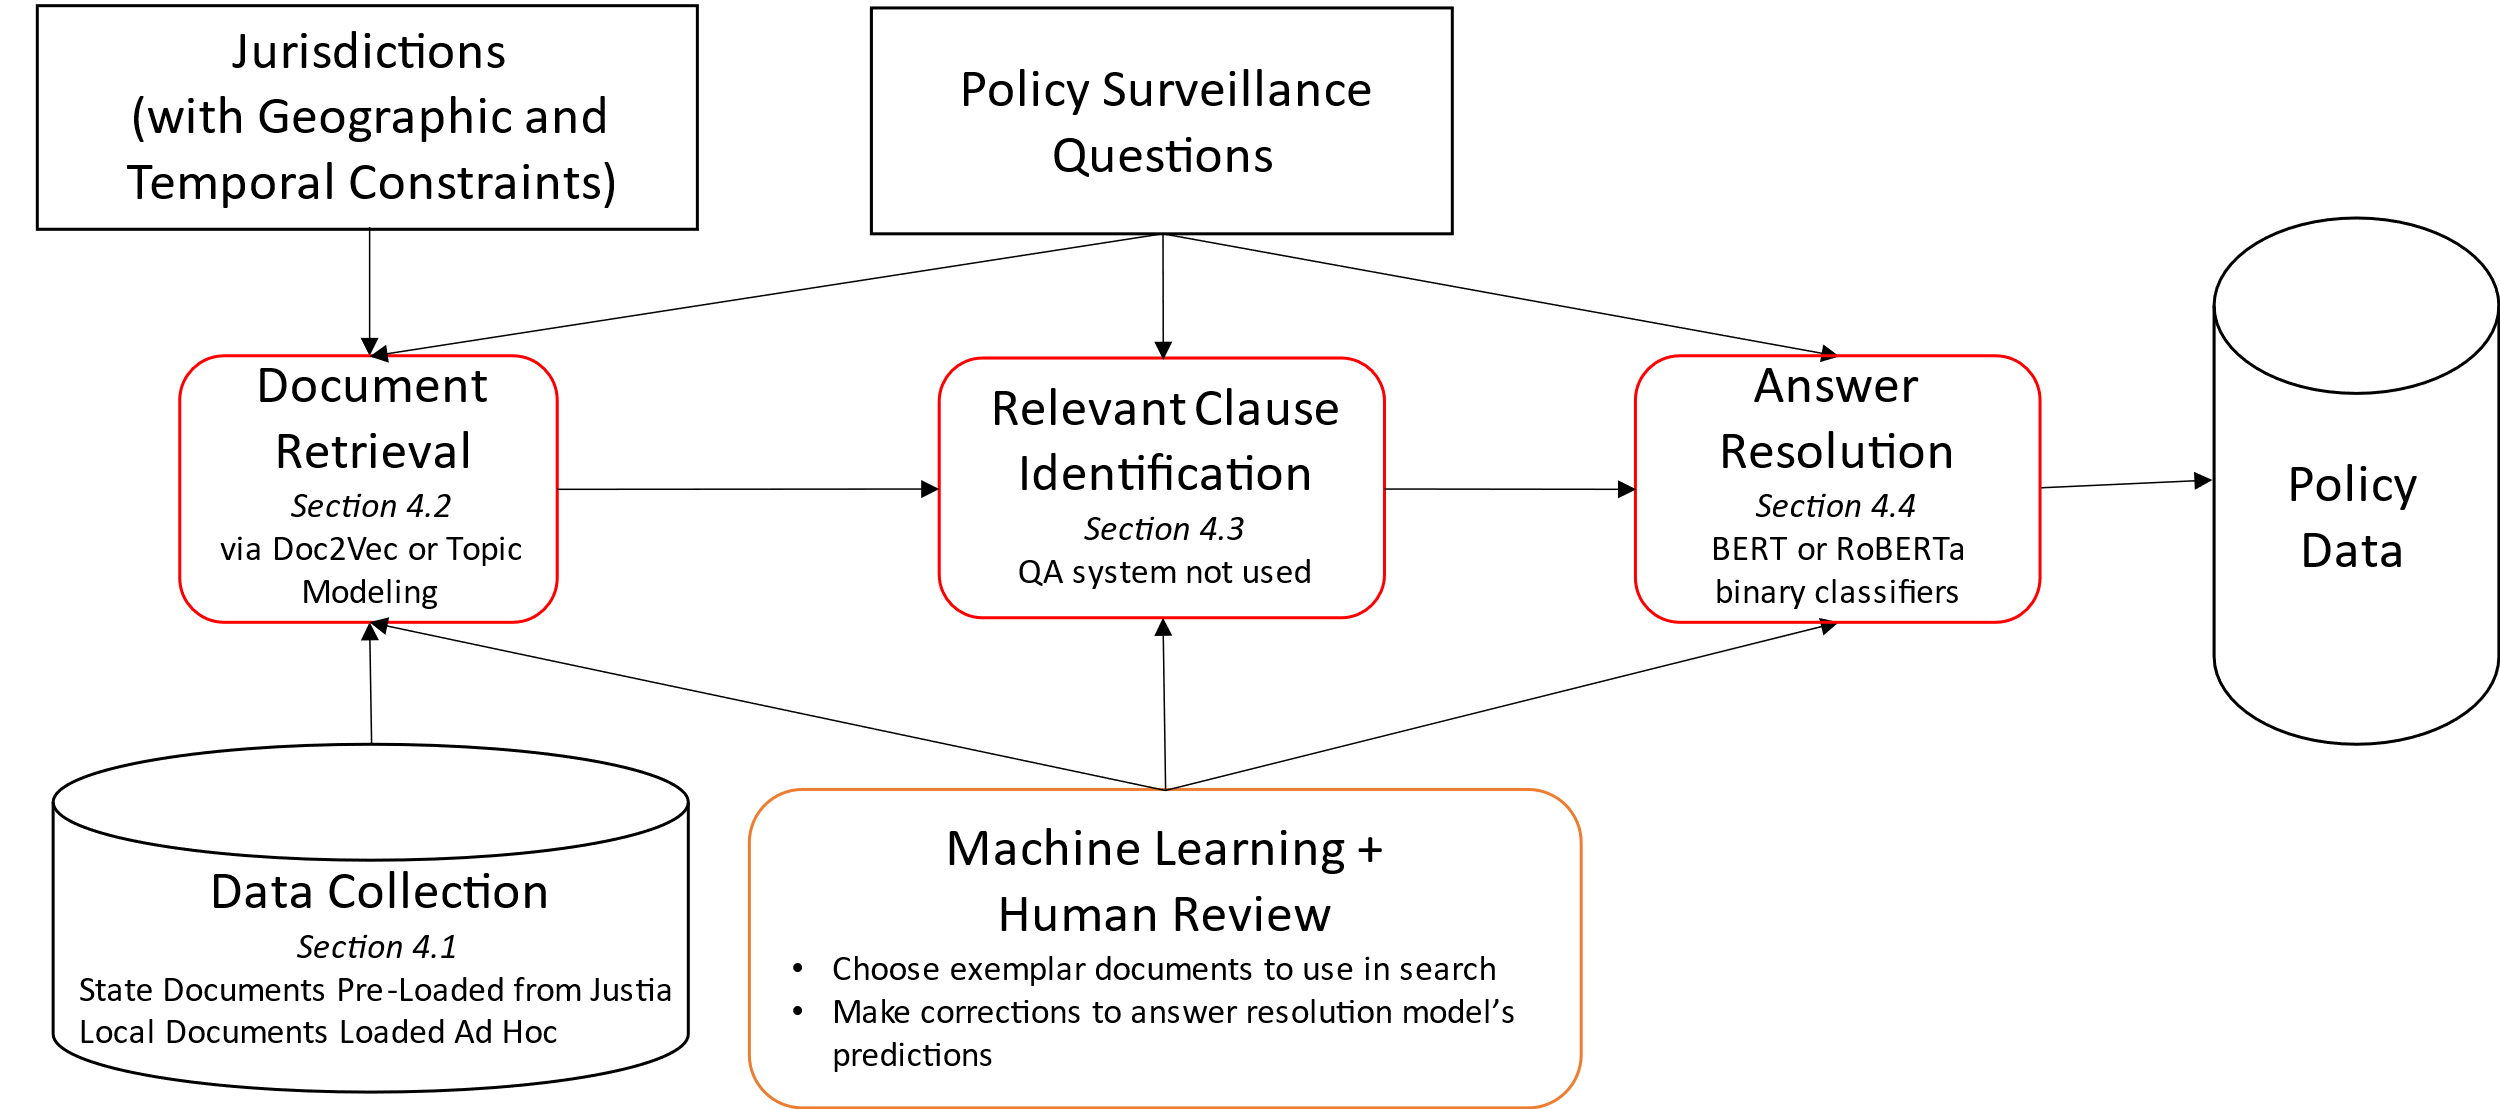 Jurisdictions
(with Geographic and
Temporal Constraints)
Policy Surveillance
Questions
Document
Retrieval
Section 4.2
via Doc2Vec or Topic
Modeling
Relevant Clause
Identification
Section 4.3
QA system not used
Answer
Resolution
Section 4.4
BERT or RoBERTa
binary classifiers
Policy
Data
Data Collection
Section 4.1
State Documents Pre-Loaded from Justia
Local Documents Loaded Ad Hoc
Machine Learning +
Human Review
• Choose exemplar documents to use in search
• Make corrections to answer resolution model’s
predictions